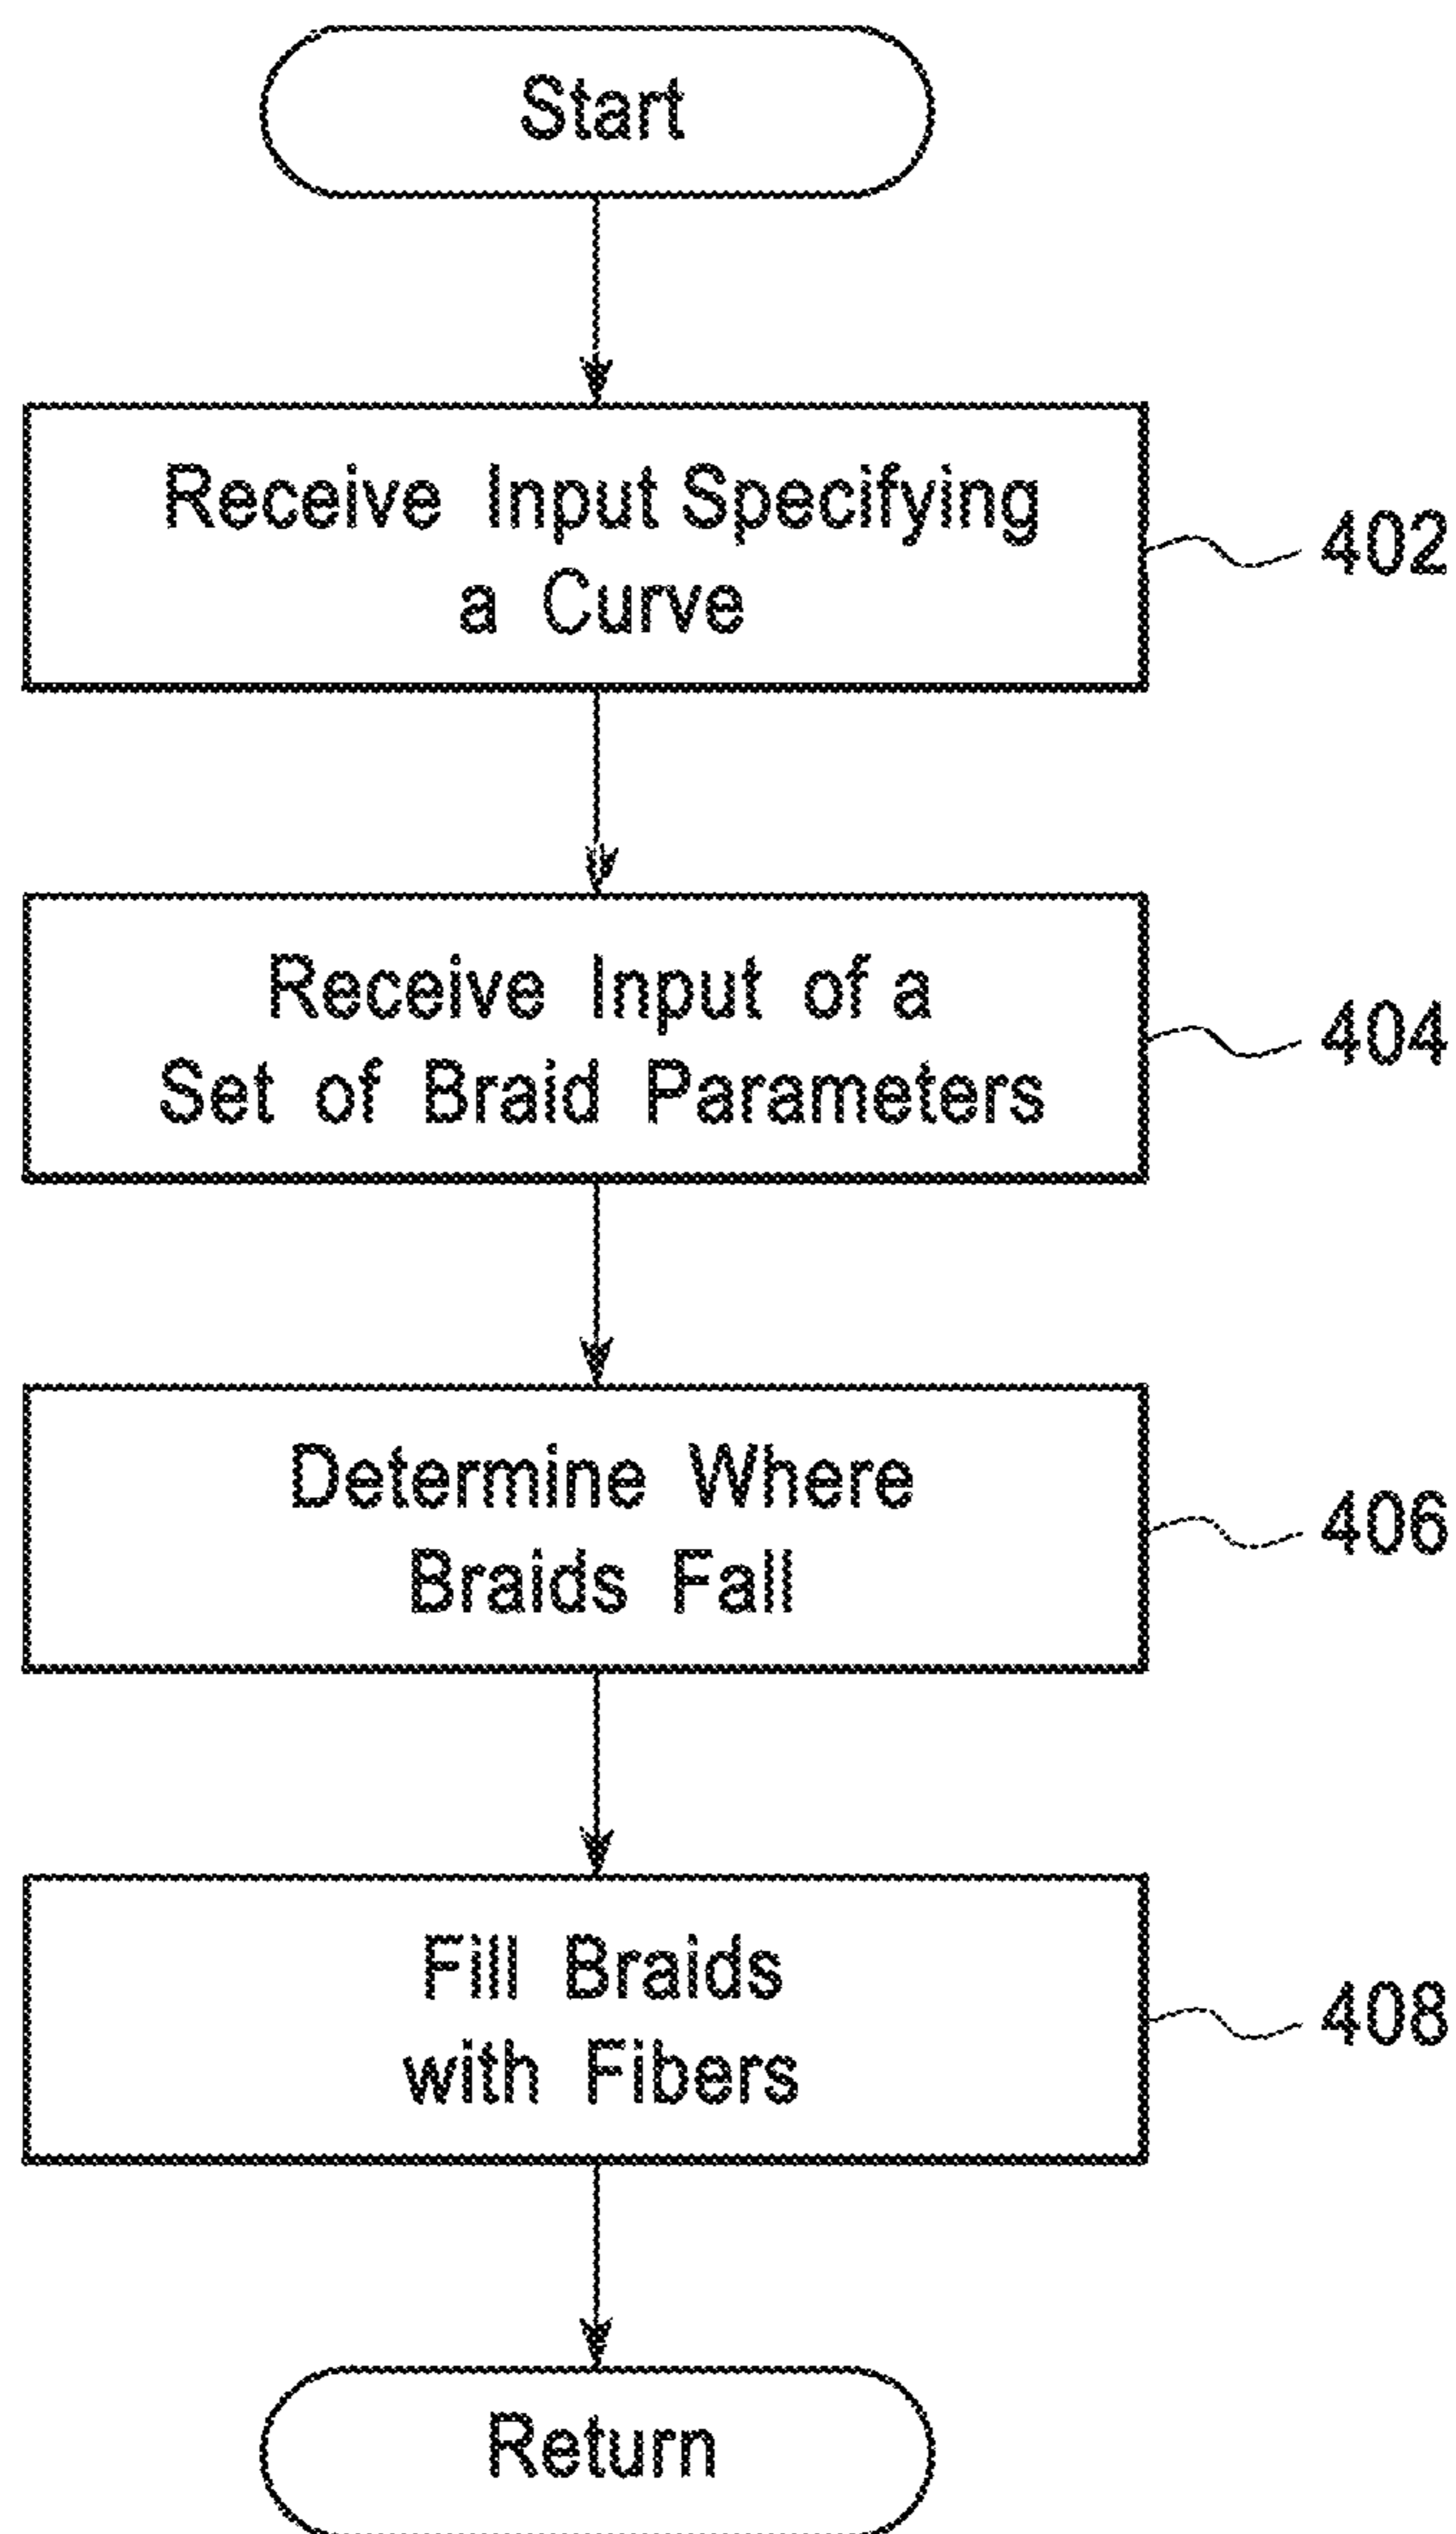 Start
Receive Input Specifying
a Curve
402
Receive Input of a
Set of Braid Parameters
404
Determine Where
Braids Fall
406
Fill Braids
with Fibers
408
Return